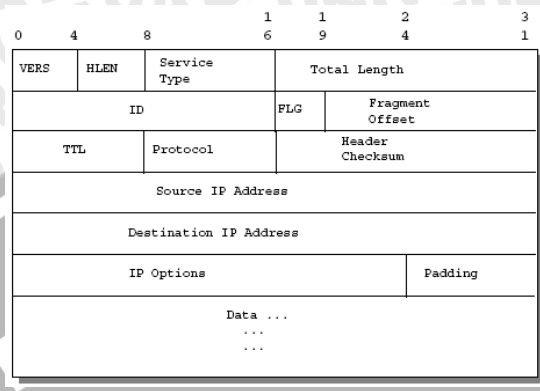 1 1 2 3
0 4 8 6 9 4 1
VERS HLEN Service Total Length
Type
ID FLG Fragment
Offset
TTL Protocol Header
Checksum
Source IP Address
Destination IP Address
IP Options Padding
Data ...
...
...